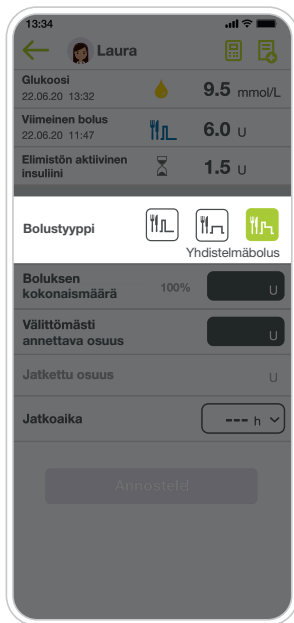 13:34
Laura
Glukoosi
22.06.20 13:32
9.5 mmol/L
Viimeinen bolus
22.06.20 11:47
6.0 U
Elimistön aktiivinen
insuliini
1.5 U
Bolustyyppi
Yhdistelmäbolus
Boluksen
kokonaismäärä
100%
U
Välittömästi
annettava osuus
U
Jatkettu osuus
U
Jatkoaika
--- h
Annostele!